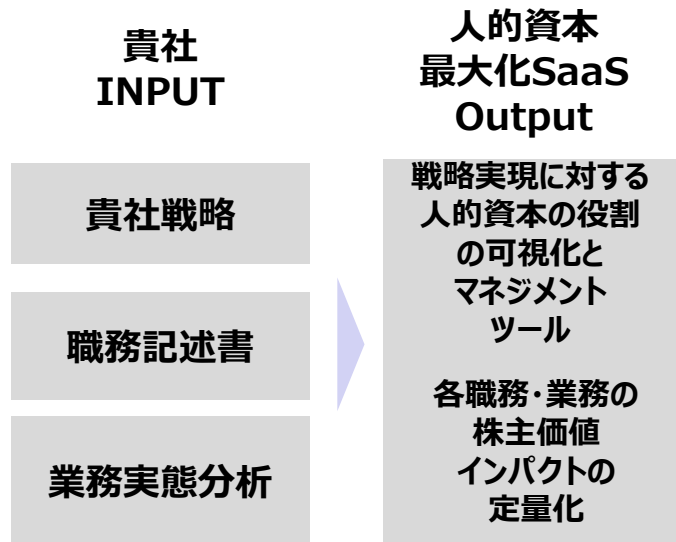 貴社
INPUT
人的資本
最大化SaaS
Output
貴社戦略
職務記述書
業務実態分析
戦略実現に対する
人的資本の役割
の可視化と
マネジメント
ツール
各職務・業務の
株主価値
インパクトの
定量化